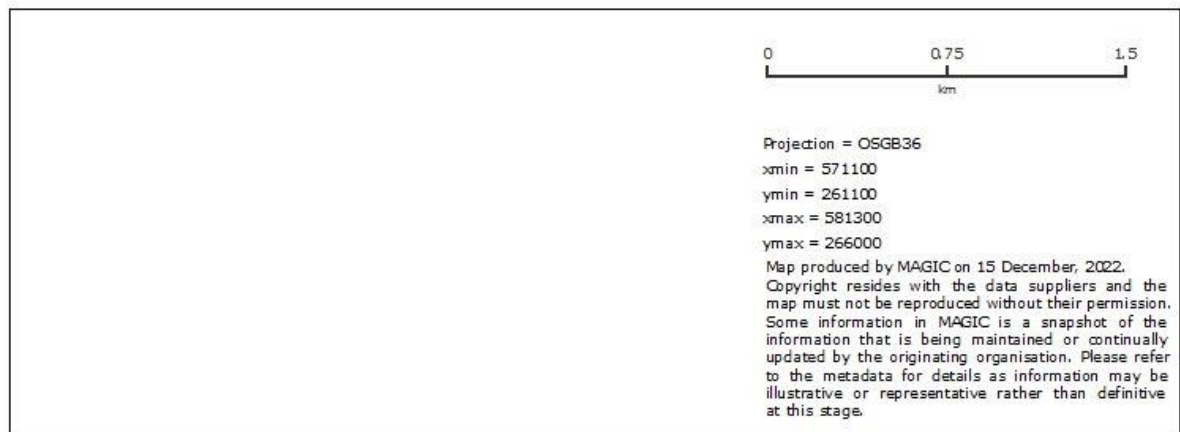 0 0.75 1.5
km
Projection = OSGB36
xmin = 571100
ymin = 261100
xmax = 581300
ymax = 266000
Map produced by MAGIC on 15 December, 2022.
Copyright resides with the data suppliers and the
map must not be reproduced without their permission.
Some information in MAGIC is a snapshot of the
information that is being maintained or continually
updated by the originating organisation. Please refer
to the metadata for details as information may be
illustrative or representative rather than definitive
at this stage.